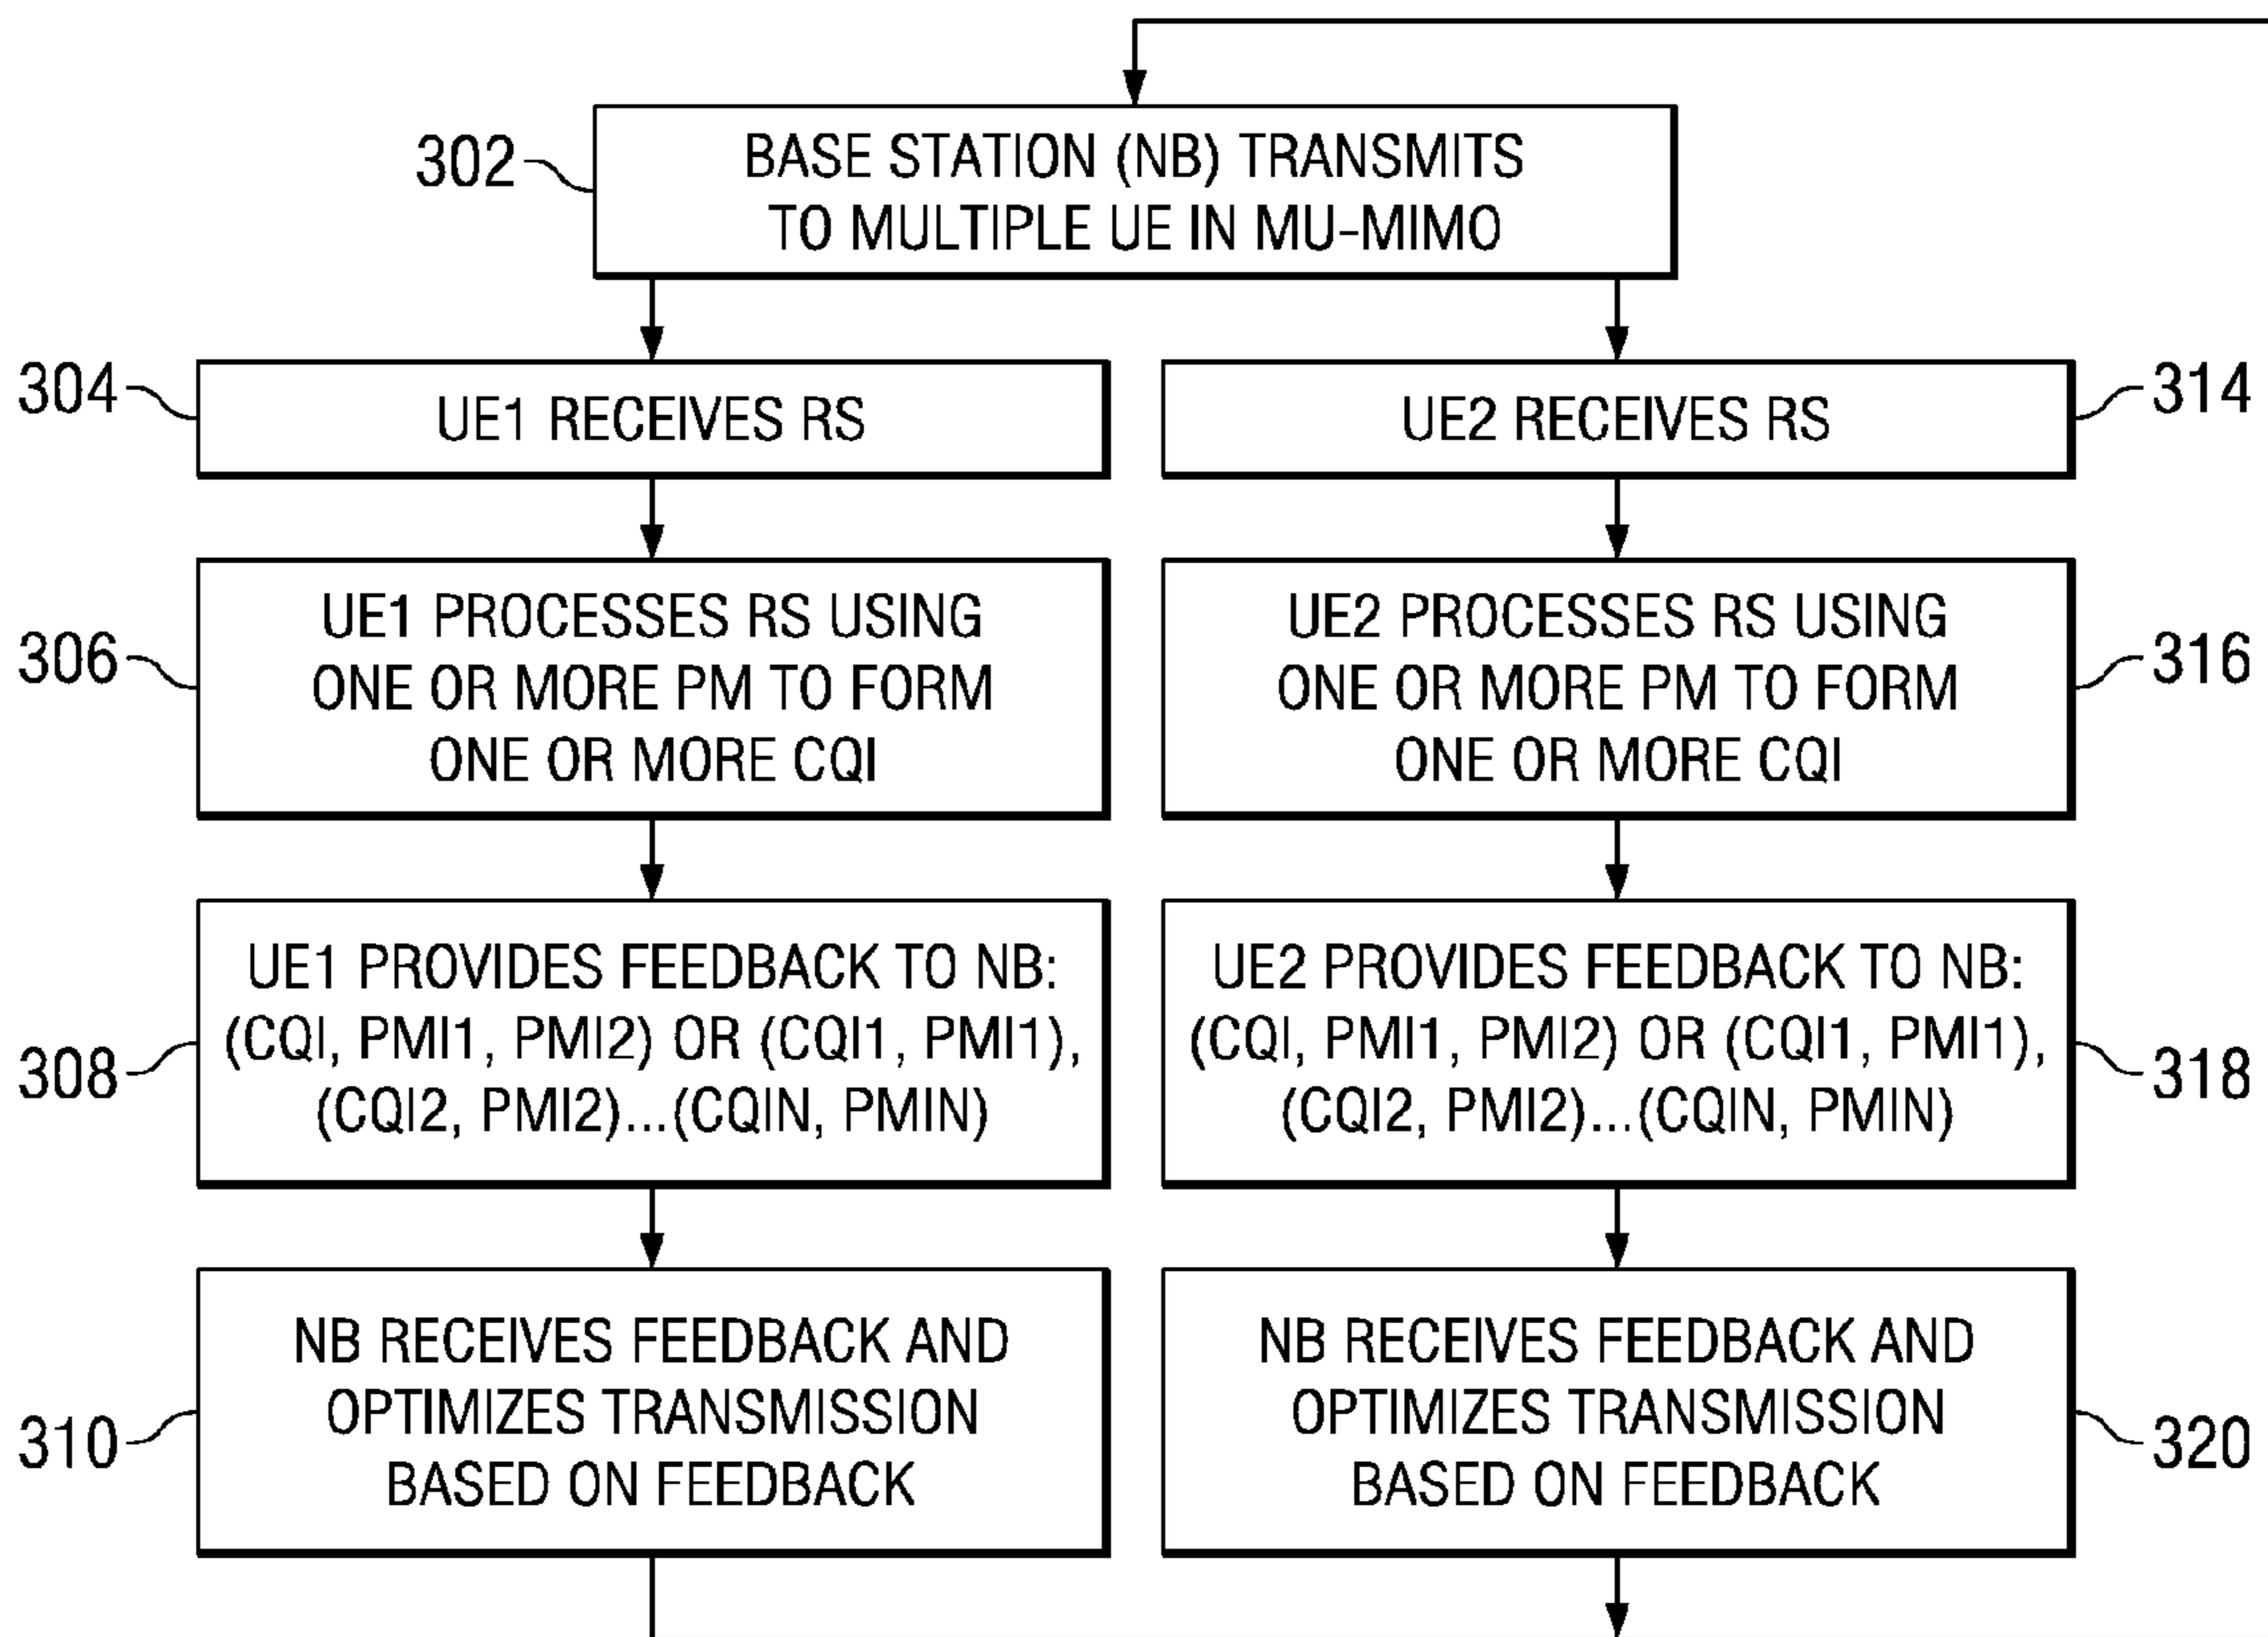 302
BASE STATION (NB) TRANSMITS
TO MULTIPLE UE IN MU-MIMO
304
UE1 RECEIVES RS
UE2 RECEIVES RS
314
306
UE1 PROCESSES RS USING
ONE OR MORE PM TO FORM
ONE OR MORE CQI
UE2 PROCESSES RS USING
ONE OR MORE PM TO FORM
ONE OR MORE CQI
316
308
UE1 PROVIDES FEEDBACK TO NB:
(CQI, PMI1, PMI2) OR (CQI1, PMI1),
(CQI2, PMI2)...(CQIN, PMIN)
UE2 PROVIDES FEEDBACK TO NB:
(CQI, PMI1, PMI2) OR (CQI1, PMI1),
(CQI2, PMI2)...(CQIN, PMIN)
318
310
NB RECEIVES FEEDBACK AND
OPTIMIZES TRANSMISSION
BASED ON FEEDBACK
NB RECEIVES FEEDBACK AND
OPTIMIZES TRANSMISSION
BASED ON FEEDBACK
320